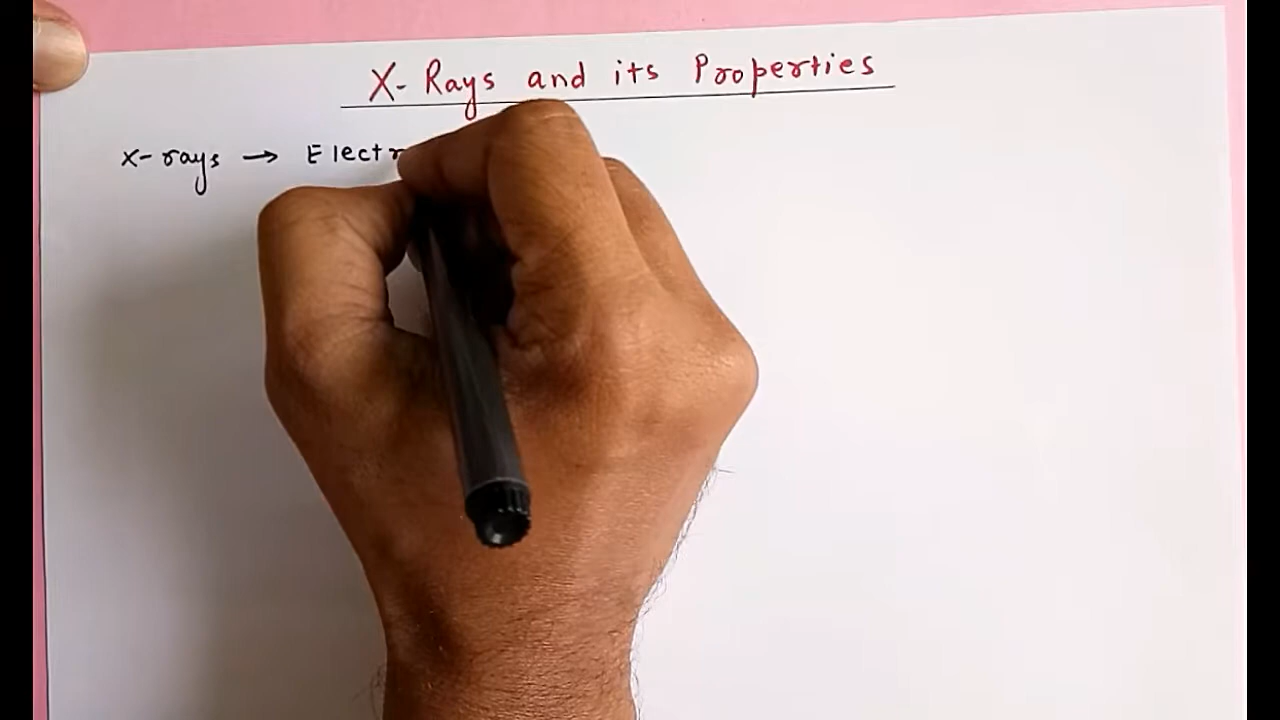 X-Rays and its Properties
X-rays → Electr